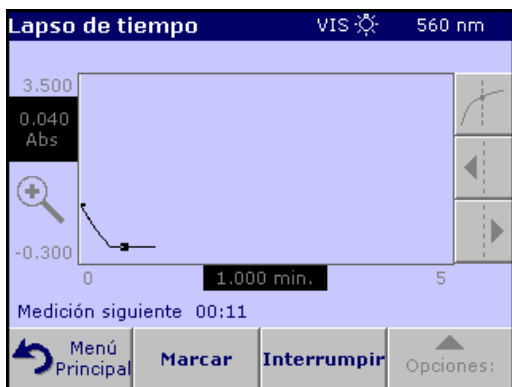 Lapso de tiempo VIS 560 nm
3.500
0.040
Abs
-0.300
0 1.000 min. 5
Medición siguiente 00:11
Menú
Principal
Marcar
Interrumpir
Opciones: